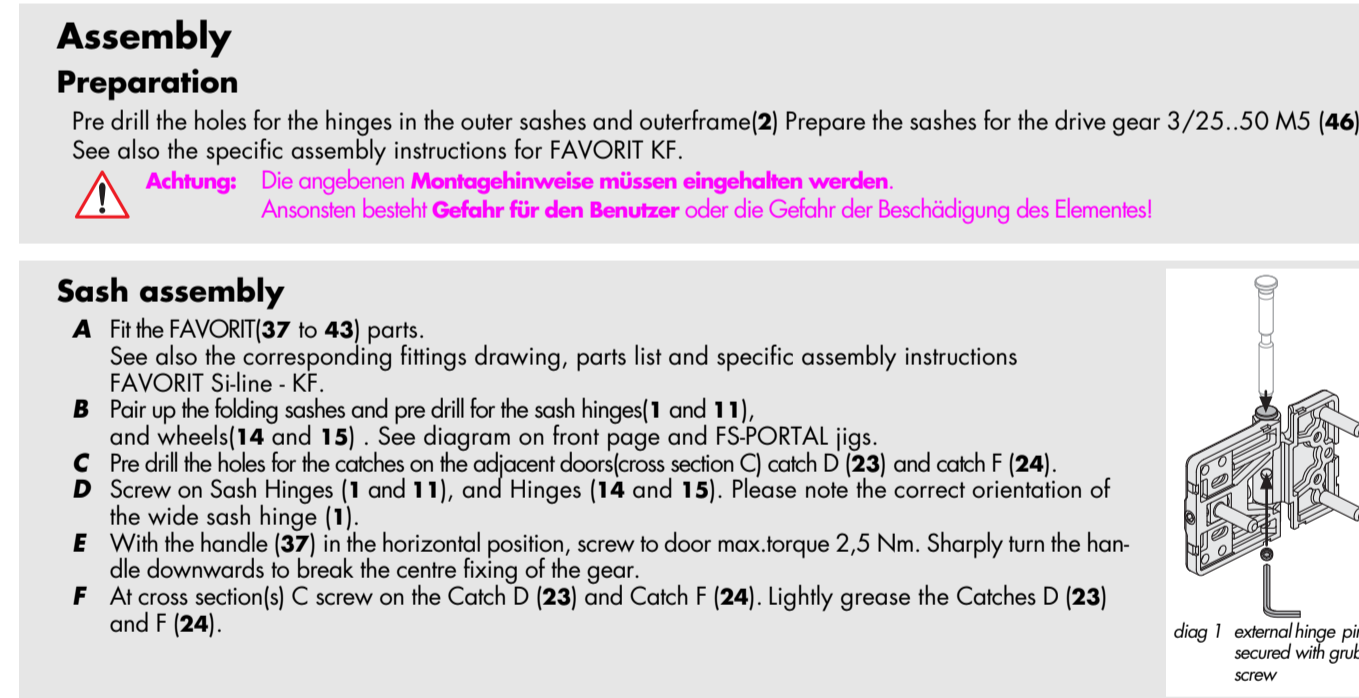 Assembly
Preparation
Pre drill the holes for the hinges in the outer sashes and outerframe(2) Prepare the sashes for the drive gear 3/25..50 M5 (46)
See also the specific assembly instructions for FAVORIT KF.
Achtung: Die angebenen Montagehinweise müssen eingehalten werden.
Ansonsten besteht Gefahr für den Benutzer oder die Gefahr der Beschädigung des Elementes!
Sash assembly
A Fit the FAVORIT(37 to 43) parts.
See also the corresponding fittings drawing, parts list and specific assembly instructions
FAVORIT Si-line - KF.
B Pair up the folding sashes and pre drill for the sash hinges(1 and 11),
and wheels(14 and 15) . See diagram on front page and FS-PORTAL jigs.
C Pre drill the holes for the catches on the adjacent doors(cross section C) catch D (23) and catch F (24).
D Screw on Sash Hinges (1 and 11), and Hinges (14 and 15). Please note the correct orientation of
the wide sash hinge (1).
E With the handle (37) in the horizontal position, screw to door max.torque 2,5 Nm. Sharply turn the han-
dle downwards to break the centre fixing of the gear.
F At cross section(s) C screw on the Catch D (23) and Catch F (24). Lightly grease the Catches D (23)
and F (24).
diag 1 external hinge pin
secured with grub
screw